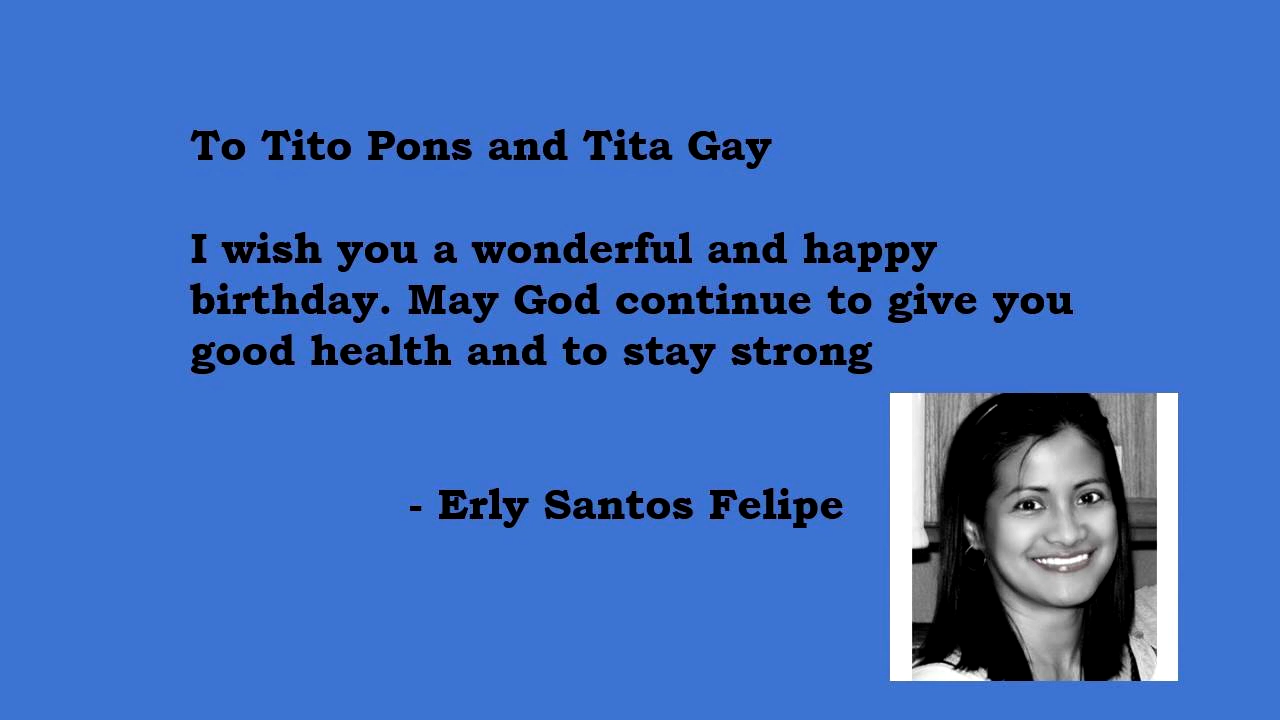 To Tito Pons and Tita Gay
I wish you a wonderful and happy
birthday. May God continue to give you
good health and to stay strong
- Erly Santos Felipe